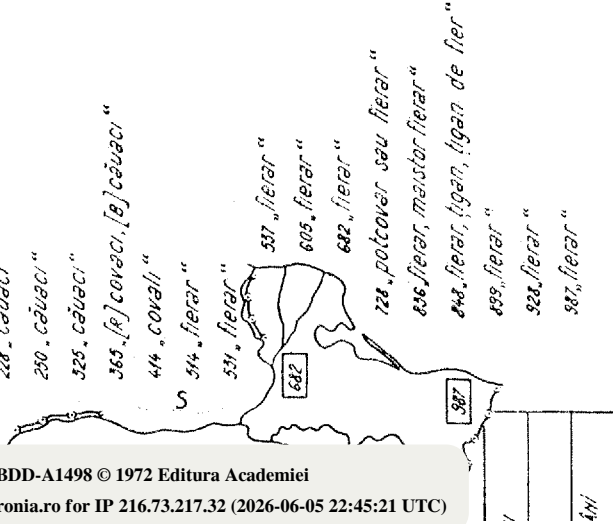 228 „căuaci“
250 „căuaci“
325 „căuaci“
365 „[R] covaci, [B] căuaci“
414 „covali“
514 „fierar“
531 „fierar“
537 „fierar“
605 „fierar“
682 „fierar“
728 „potcovar sau fierar“
836 „fierar, maistor fierar“
848 „fierar, țigan, țigan de fier“
899 „fierar“
928 „fierar“
987 „fierar“
S
682
987
BDD-A1498 © 1972 Editura Academiei
ronia.ro for IP 216.73.217.32 (2026-06-05 22:45:21 UTC)